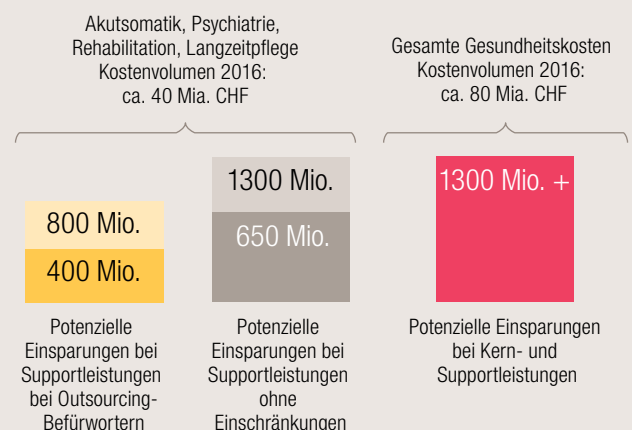 Akutsomatik, Psychiatrie,
Rehabilitation, Langzeitpflege
Kostenvolumen 2016:
ca. 40 Mia. CHF
Gesamte Gesundheitskosten
Kostenvolumen 2016:
ca. 80 Mia. CHF
800 Mio.
400 Mio.
1300 Mio.
650 Mio.
1300 Mio. +
Potenzielle
Einsparungen bei
Supportleistungen
bei Outsourcing-
Befürwortern
Potenzielle
Einsparungen bei
Supportleistungen
ohne
Einschränkungen
Potenzielle Einsparungen
bei Kern- und
Supportleistungen